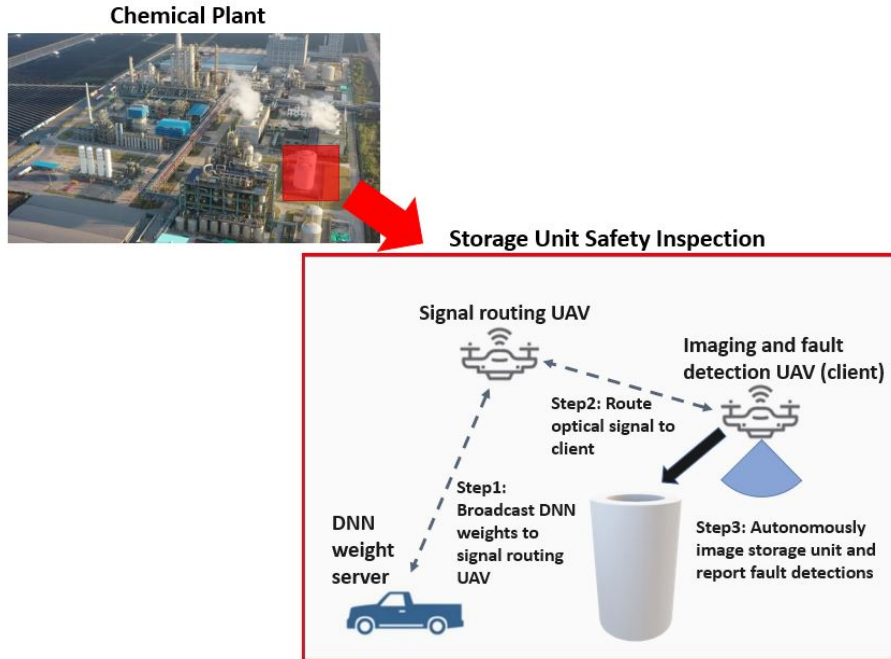 Chemical Plant
Storage Unit Safety Inspection
Signal routing UAV
Imaging and fault
detection UAV (client)
Step2: Route
optical signal to
client
Step1:
Broadcast DNN
weights to
signal routing
UAV
DNN
weight
server
Step3: Autonomously
image storage unit and
report fault detections